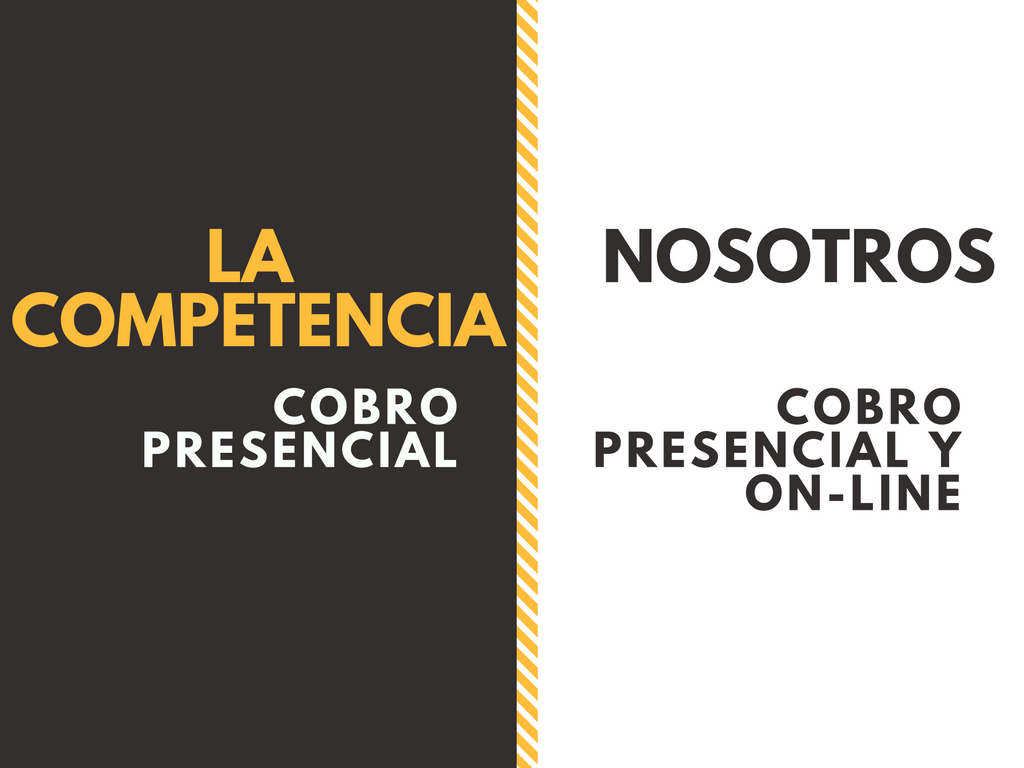 LA
COMPETENCIA
COBRO
PRESENCIAL
NOSOTROS
COBRO
PRESENCIAL Y
ON-LINE